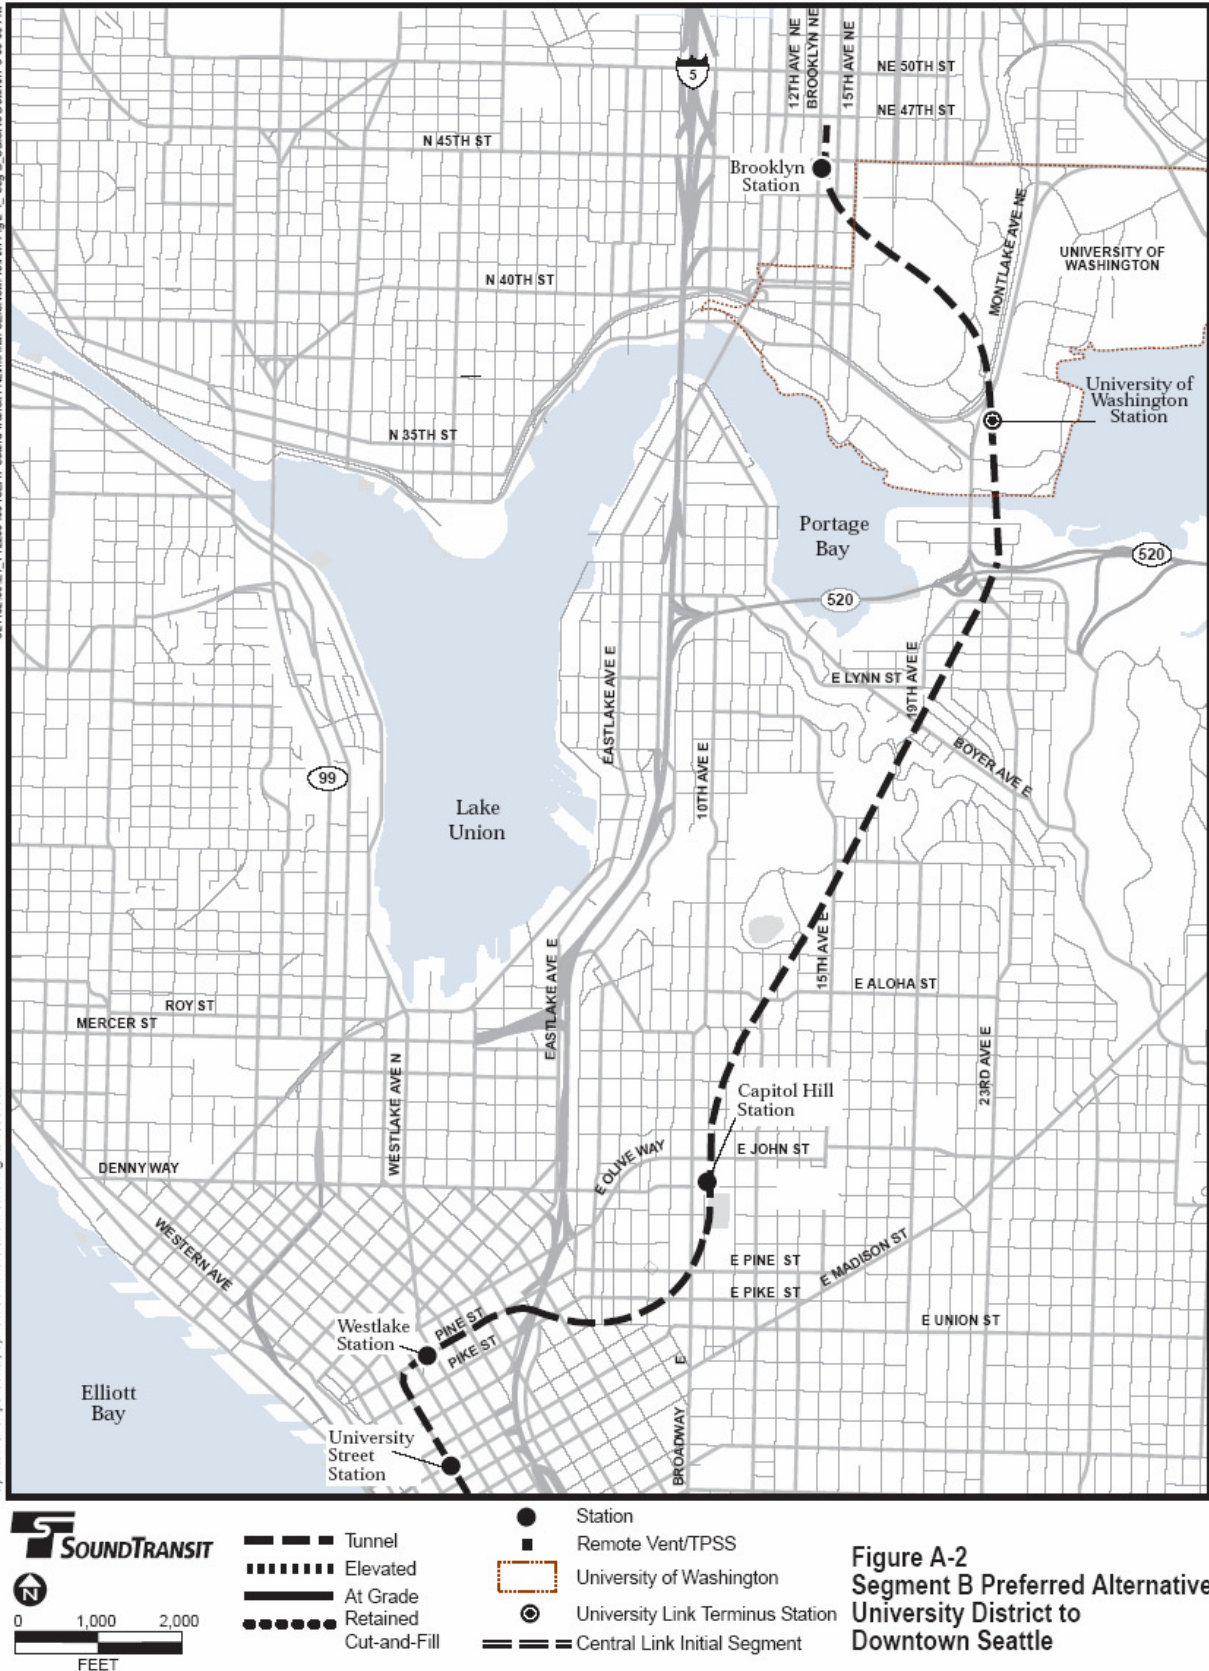 5
12TH AVE NE
BROOKLYN NE
15TH AVE NE
NE 50TH ST
NE 47TH ST
N 45TH ST
Brooklyn
Station
MONTLAKE AVE NE
UNIVERSITY OF
WASHINGTON
N 40TH ST
University of
Washington
Station
N 35TH ST
Portage
Bay
520
520
EASTLAKE AVE E
E LYNN ST
19TH AVE E
BOYER AVE E
10TH AVE E
99
Lake
Union
15TH AVE E
E ALOHA ST
EASTLAKE AVE E
ROY ST
MERCER ST
WESTLAKE AVE N
23RD AVE E
Capitol Hill
Station
E OLIVE WAY
E JOHN ST
DENNY WAY
WESTERN AVE
E PINE ST
E MADISON ST
E PIKE ST
E UNION ST
Westlake
Station
PINE ST
PIKE ST
Elliott
Bay
BROADWAY E
University
Street
Station
SOUNDTRANSIT
N
0 1,000 2,000
FEET
Tunnel
Elevated
At Grade
Retained
Cut-and-Fill
Station
Remote Vent/TPSS
University of Washington
University Link Terminus Station
Central Link Initial Segment
Figure A-2
Segment B Preferred Alternative
University District to
Downtown Seattle